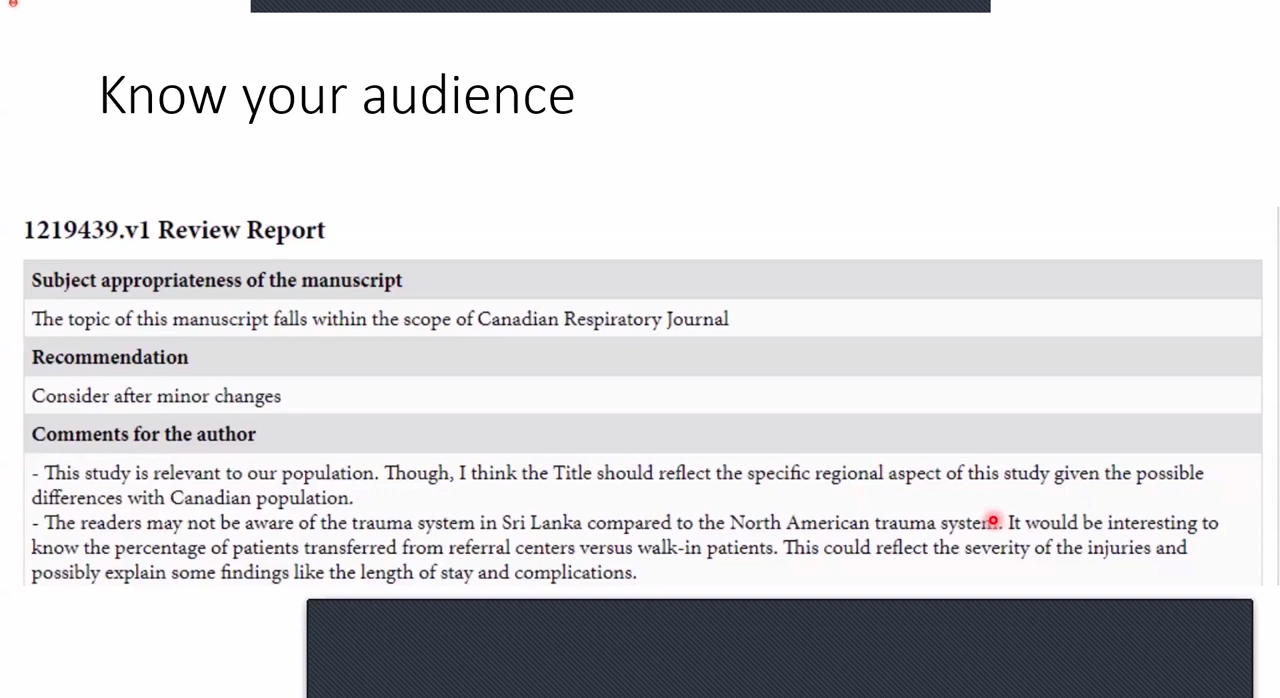 Know your audience
1219439.v1 Review Report
Subject appropriateness of the manuscript
The topic of this manuscript falls within the scope of Canadian Respiratory Journal
Recommendation
Consider after minor changes
Comments for the author
- This study is relevant to our population. Though, I think the Title should reflect the specific regional aspect of this study given the possible
differences with Canadian population.
- The readers may not be aware of the trauma system in Sri Lanka compared to the North American trauma system. It would be interesting to
know the percentage of patients transferred from referral centers versus walk-in patients. This could reflect the severity of the injuries and
possibly explain some findings like the length of stay and complications.